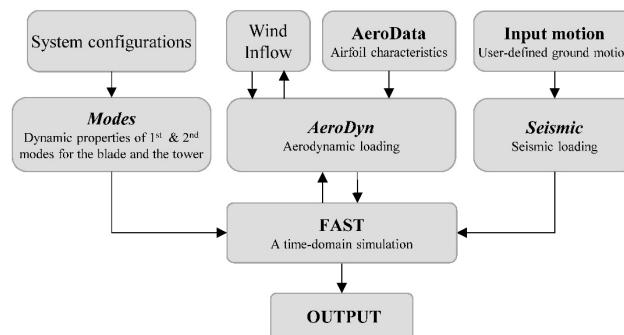 System configurations
Wind
Inflow
AeroData
Airfoil characteristics
Input motion
User-defined ground motion
Modes
Dynamic properties of 1st & 2nd
modes for the blade and the tower
AeroDyn
Aerodynamic loading
Seismic
Seismic loading
FAST
A time-domain simulation
OUTPUT